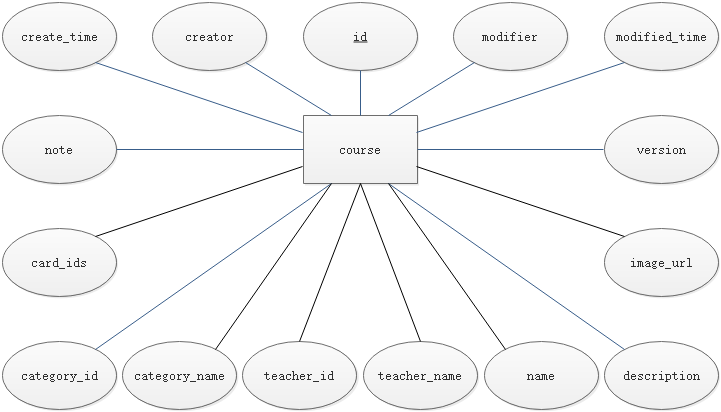 create_time
creator
id
modifier
modified_time
note
course
version
card_ids
image_url
category_id
category_name
teacher_id
teacher_name
name
description